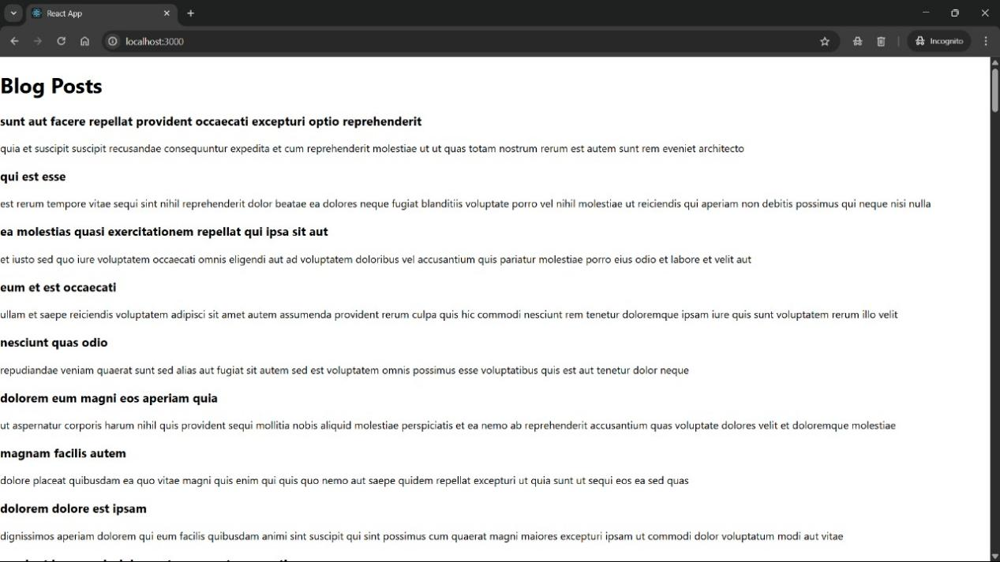 React App
localhost:3000
Incognito
Blog Posts
sunt aut facere repellat provident occaecati excepturi optio reprehenderit
quia et suscipit suscipit recusandae consequuntur expedita et cum reprehenderit molestiae ut ut quas totam nostrum rerum est autem sunt rem eveniet architecto
qui est esse
est rerum tempore vitae sequi sint nihil reprehenderit dolor beatae ea dolores neque fugiat blanditiis voluptate porro vel nihil molestiae ut reiciendis qui aperiam non debitis possimus qui neque nisi nulla
ea molestias quasi exercitationem repellat qui ipsa sit aut
et iusto sed quo iure voluptatem occaecati omnis eligendi aut ad voluptatem doloribus vel accusantium quis pariatur molestiae porro eius odio et labore et velit aut
eum et est occaecati
ullam et saepe reiciendis voluptatem adipisci sit amet autem assumenda provident rerum culpa quis hic commodi nesciunt rem tenetur doloremque ipsam iure quis sunt voluptatem rerum illo velit
nesciunt quas odio
repudiandae veniam quaerat sunt sed alias aut fugiat sit autem sed est voluptatem omnis possimus esse voluptatibus quis est aut tenetur dolor neque
dolorem eum magni eos aperiam quia
ut aspernatur corporis harum nihil quis provident sequi mollitia nobis aliquid molestiae perspiciatis et ea nemo ab reprehenderit accusantium quas voluptate dolores velit et doloremque molestiae
magnam facilis autem
dolore placeat quibusdam ea quo vitae magni quis enim qui quis quo nemo aut saepe quidem repellat excepturi ut quia sunt ut sequi eos ea sed quas
dolorem dolore est ipsam
dignissimos aperiam dolorem qui eum facilis quibusdam animi sint suscipit qui sint possimus cum quaerat magni maiores excepturi ipsam ut commodi dolor voluptatum modi aut vitae